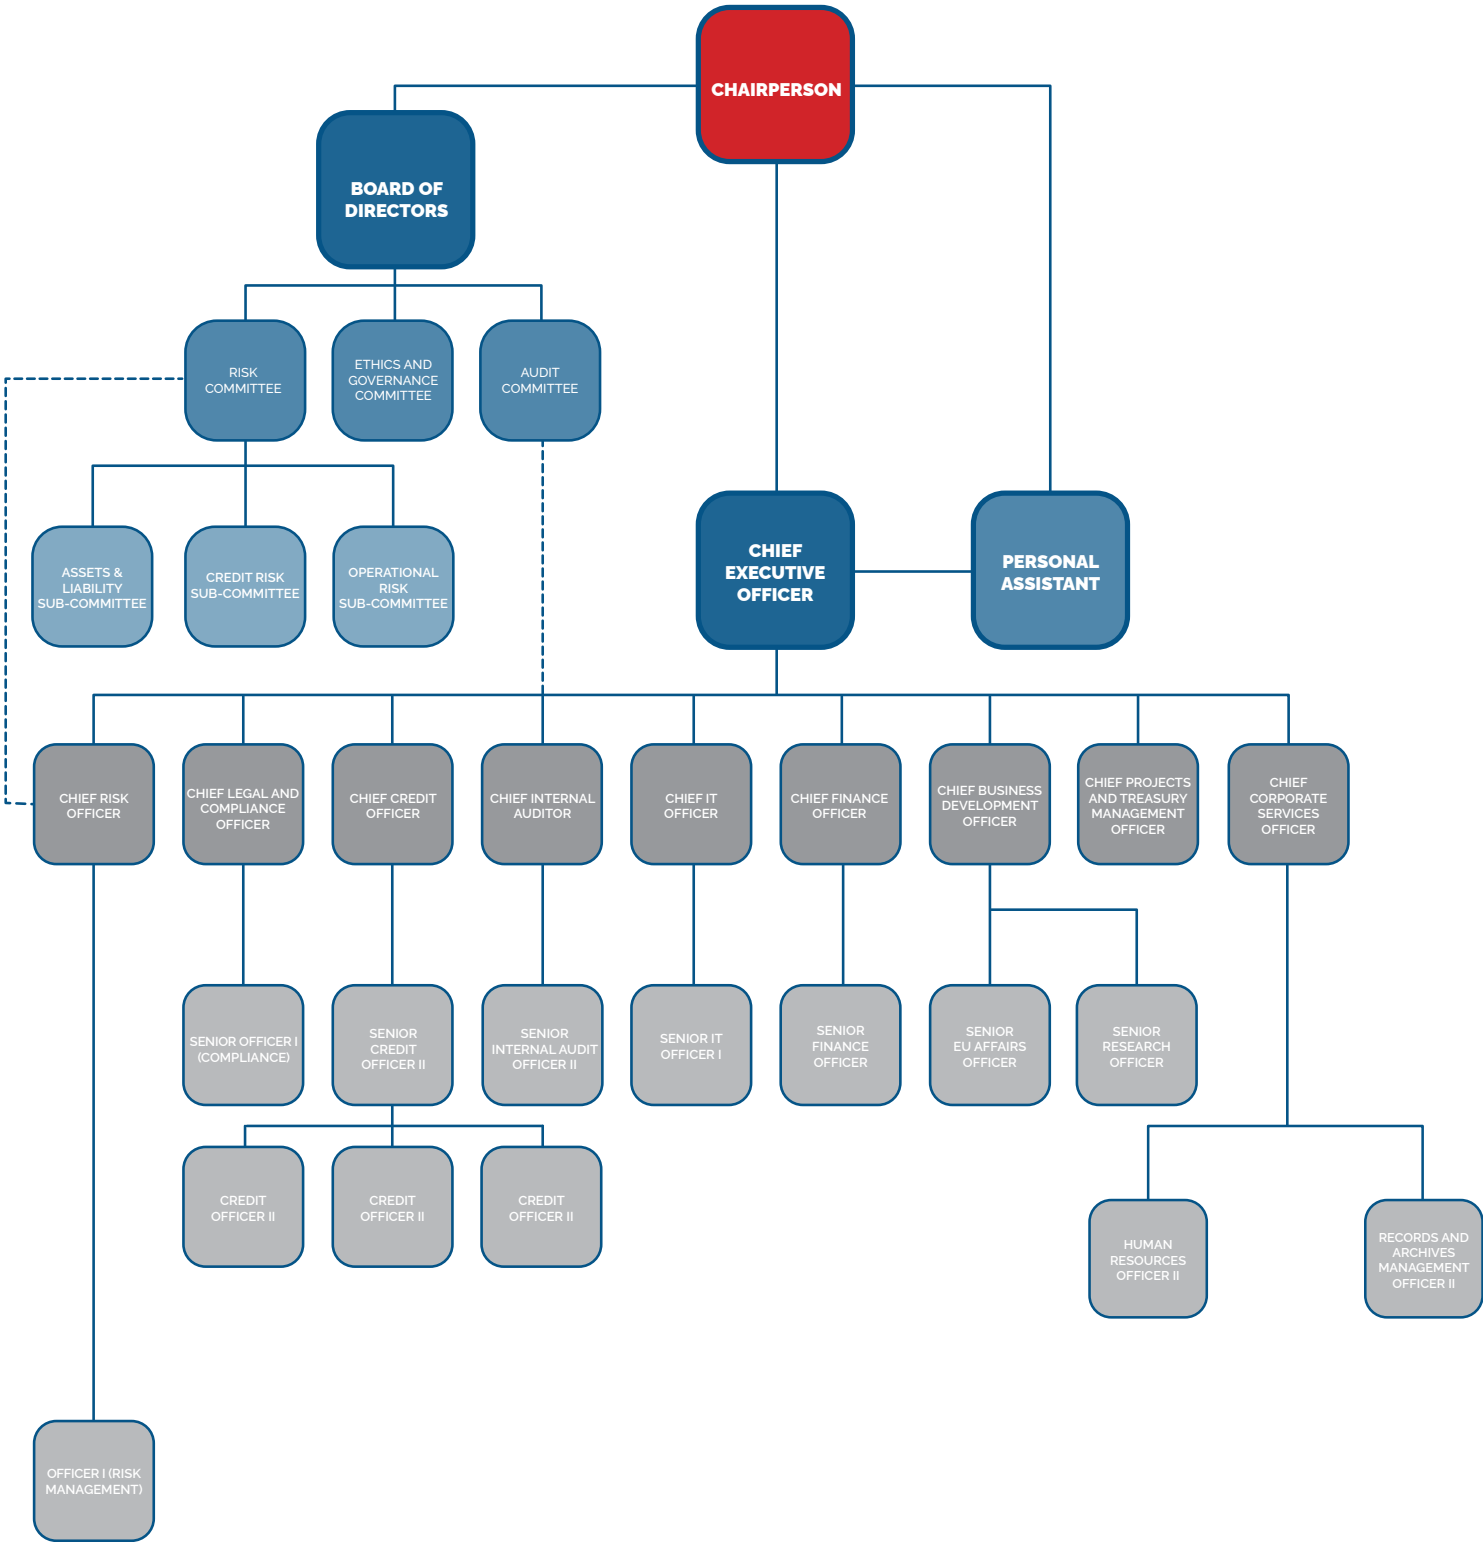 CHAIRPERSON
BOARD OF
DIRECTORS
RISK
COMMITTEE
ETHICS AND
GOVERNANCE
COMMITTEE
AUDIT
COMMITTEE
ASSETS &
LIABILITY
SUB-COMMITTEE
CREDIT RISK
SUB-COMMITTEE
OPERATIONAL
RISK
SUB-COMMITTEE
CHIEF
EXECUTIVE
OFFICER
PERSONAL
ASSISTANT
CHIEF RISK
OFFICER
CHIEF LEGAL AND
COMPLIANCE
OFFICER
CHIEF CREDIT
OFFICER
CHIEF INTERNAL
AUDITOR
CHIEF IT
OFFICER
CHIEF FINANCE
OFFICER
CHIEF BUSINESS
DEVELOPMENT
OFFICER
CHIEF PROJECTS
AND TREASURY
MANAGEMENT
OFFICER
CHIEF
CORPORATE
SERVICES
OFFICER
SENIOR OFFICER I
(COMPLIANCE)
SENIOR
CREDIT
OFFICER II
SENIOR
INTERNAL AUDIT
OFFICER II
SENIOR IT
OFFICER I
SENIOR
FINANCE
OFFICER
SENIOR
EU AFFAIRS
OFFICER
SENIOR
RESEARCH
OFFICER
CREDIT
OFFICER II
CREDIT
OFFICER II
CREDIT
OFFICER II
HUMAN
RESOURCES
OFFICER II
RECORDS AND
ARCHIVES
MANAGEMENT
OFFICER II
OFFICER I (RISK
MANAGEMENT)